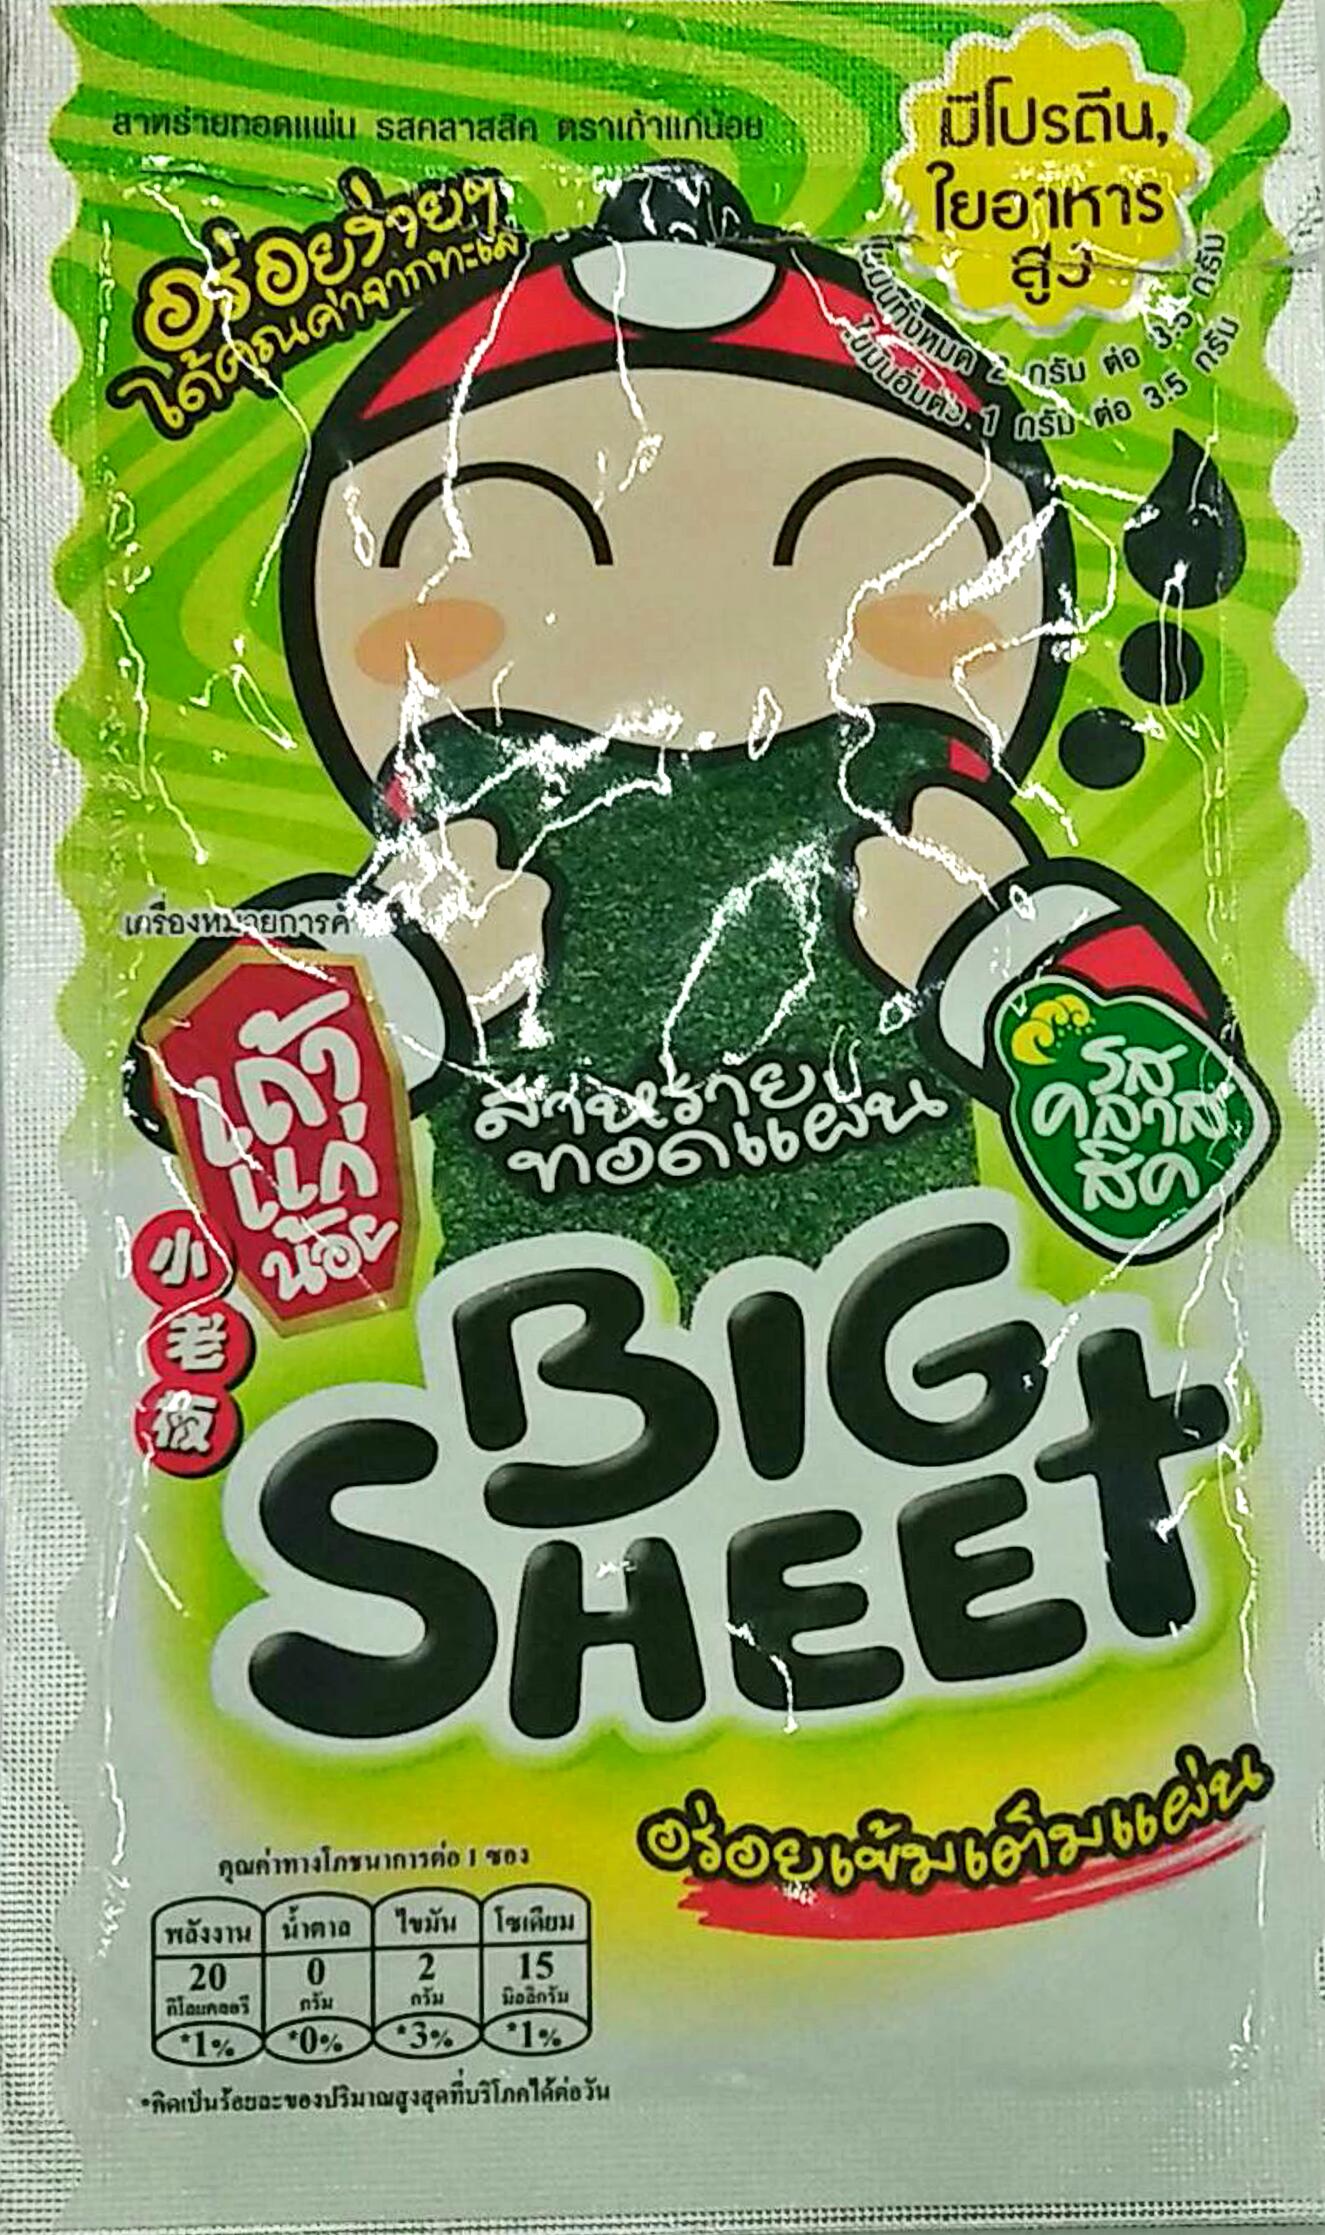 สาหร่ายทอดแผ่น รสคลาสสิค ตราเถ้าแก่น้อย
มีโปรตีน,
ใยอาหาร
สูง
อร่อยง่ายๆ
ได้คุณค่าจากทะเล
ไขมันทั้งหมด 2 กรัม ต่อ 3.5 กรัม
ไขมันอิ่มตัว 1 กรัม ต่อ 3.5 กรัม
เครื่องหมายการค้า
เถ้า
แก่
น้อย
小
老
板
รส
คลาส
สิค
สาหร่าย
ทอดแผ่น
BIG
SHEET
อร่อยเข้มเต็มแผ่น
คุณค่าทางโภชนาการต่อ 1 ซอง
พลังงาน น้ำตาล ไขมัน โซเดียม
20 0 2 15
กิโลแคลอรี กรัม กรัม มิลลิกรัม
*1% *0% *3% *1%
*คิดเป็นร้อยละของปริมาณสูงสุดที่บริโภคได้ต่อวัน